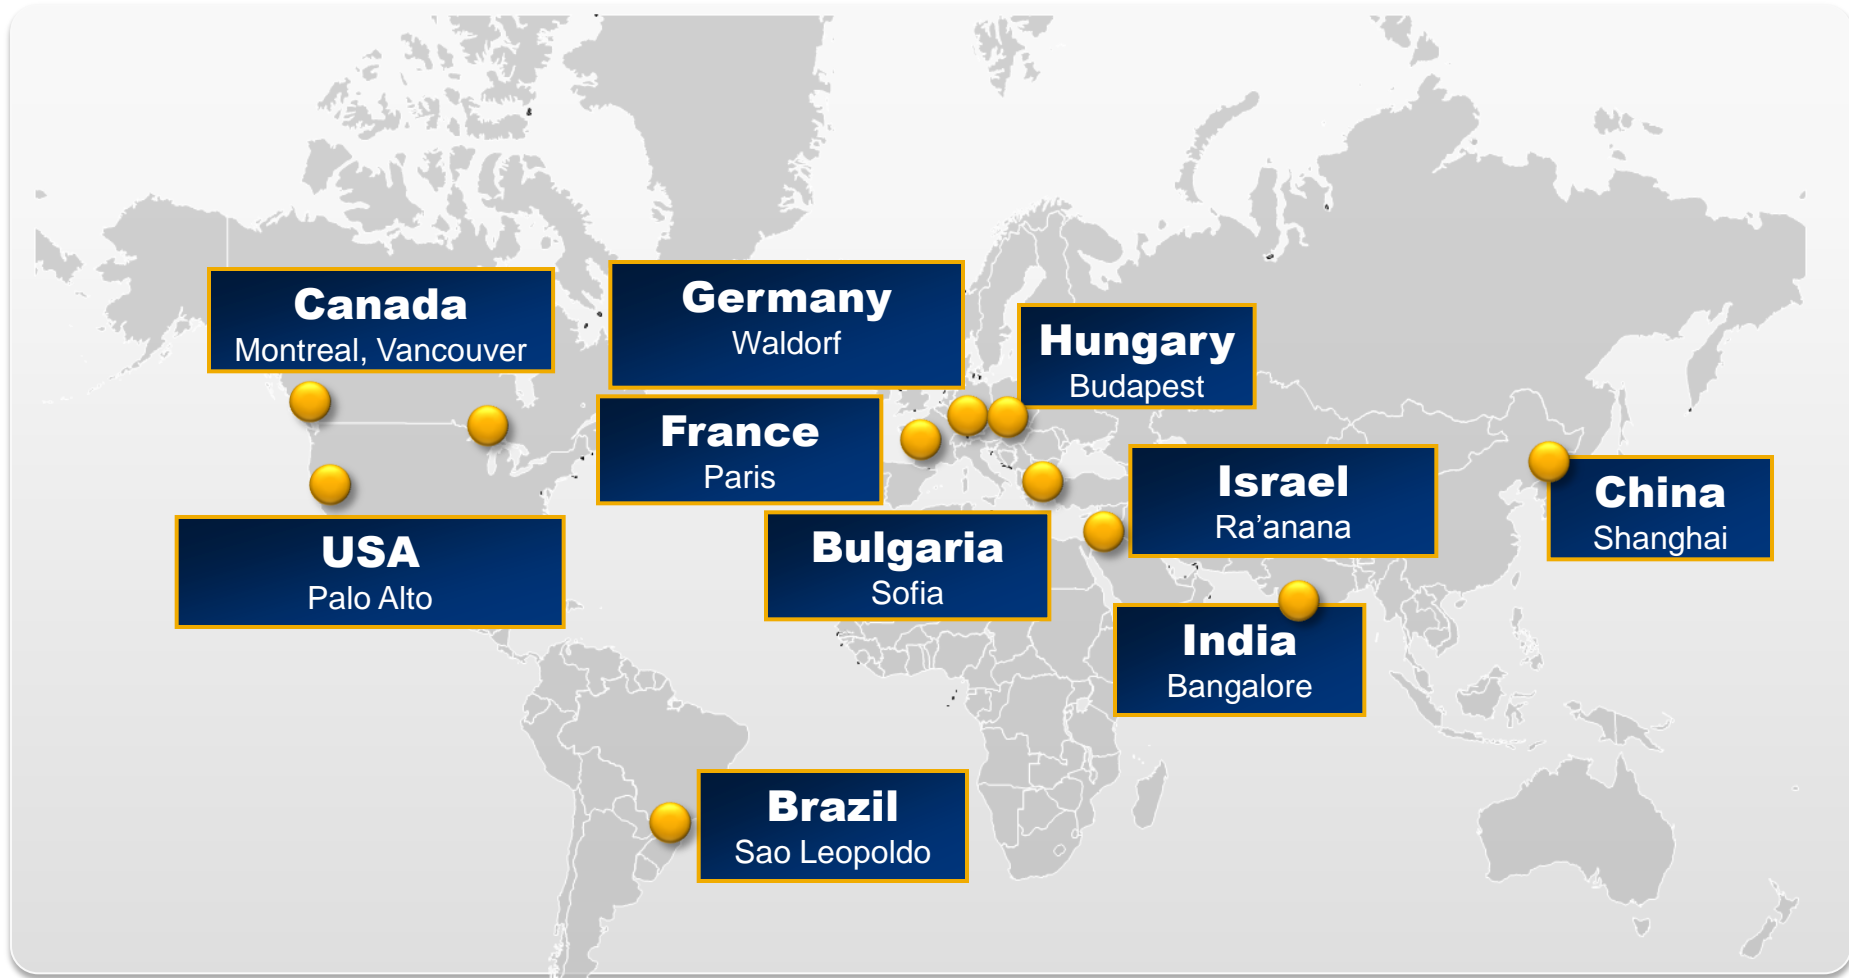 Canada
Montreal, Vancouver
Germany
Waldorf
Hungary
Budapest
France
Paris
Israel
Ra’anana
China
Shanghai
USA
Palo Alto
Bulgaria
Sofia
India
Bangalore
Brazil
Sao Leopoldo